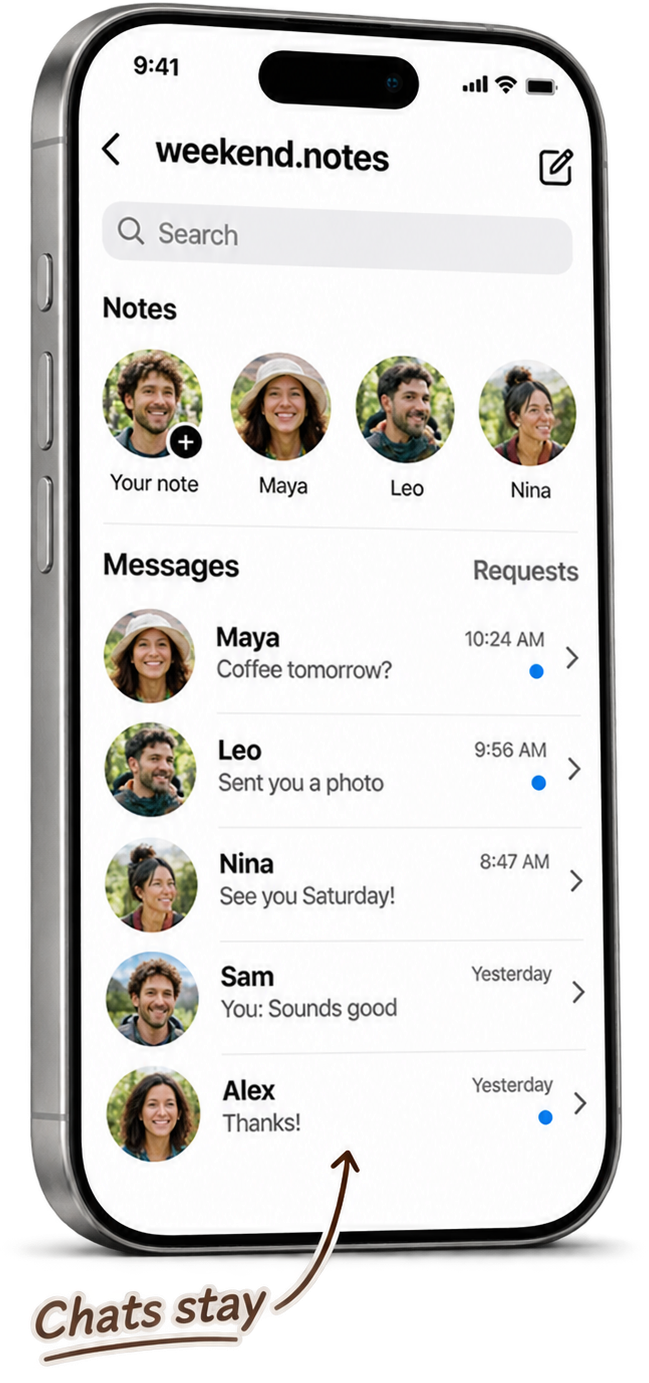 9:41
weekend.notes
Search
Notes
Your note
Maya
Leo
Nina
Messages
Requests
Maya
10:24 AM
Coffee tomorrow?
Leo
9:56 AM
Sent you a photo
Nina
8:47 AM
See you Saturday!
Sam
Yesterday
You: Sounds good
Alex
Yesterday
Thanks!
Chats stay